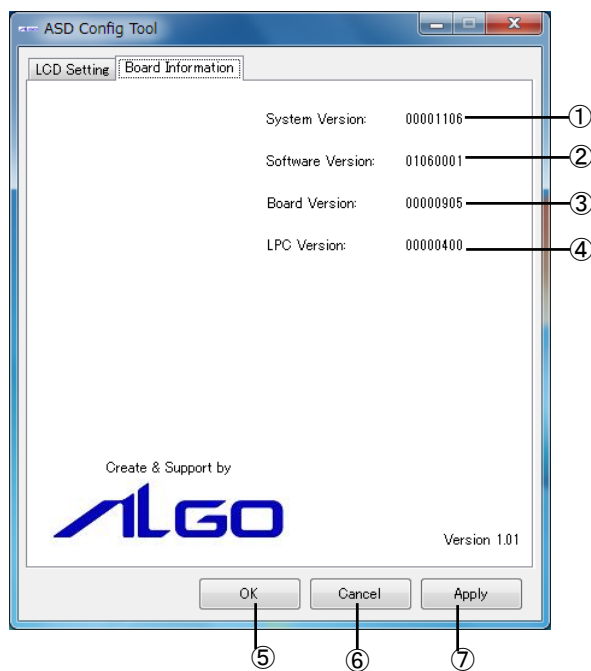 ASD Config Tool
LCD Setting Board Information
System Version: 00001106 ①
Software Version: 01060001 ②
Board Version: 00000905 ③
LPC Version: 00000400 ④
Create & Support by
ALGO
Version 1.01
OK Cancel Apply
⑤ ⑥ ⑦